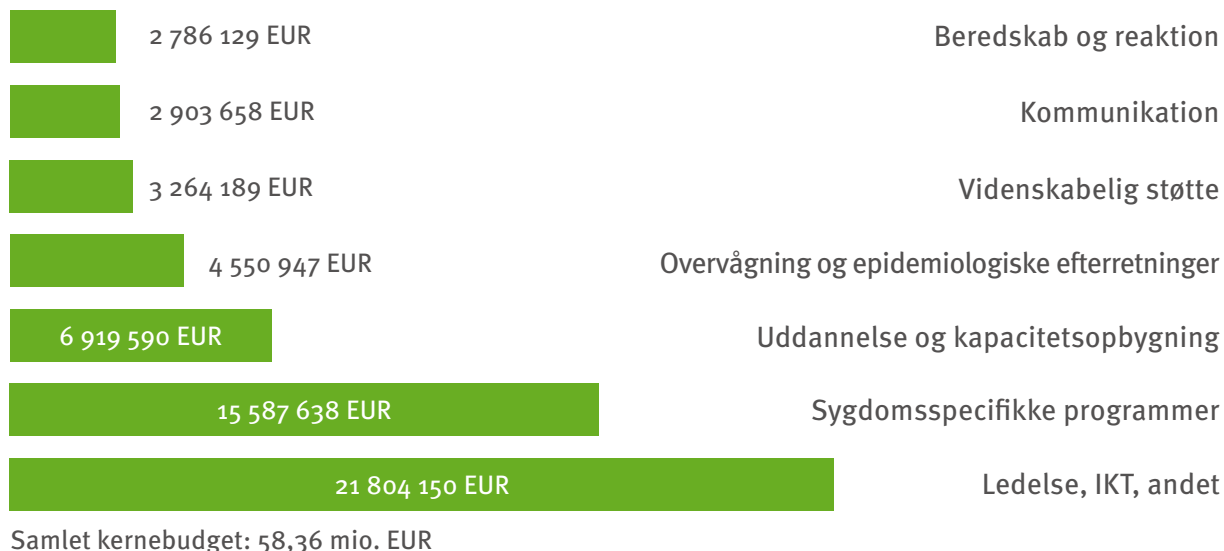 2 786 129 EUR Beredskab og reaktion
2 903 658 EUR Kommunikation
3 264 189 EUR Videnskabelig støtte
4 550 947 EUR Overvågning og epidemiologiske efterretninger
6 919 590 EUR Uddannelse og kapacitetsopbygning
15 587 638 EUR Sygdomsspecifikke programmer
21 804 150 EUR Ledelse, IKT, andet
Samlet kernebudget: 58,36 mio. EUR